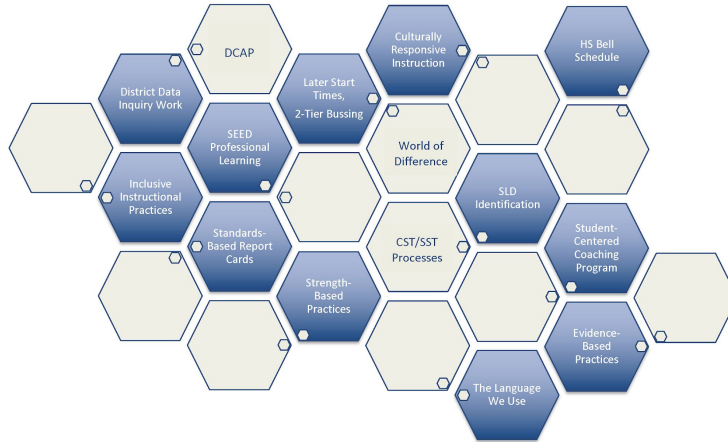 DCAP
Culturally
Responsive
Instruction
HS Bell
Schedule
District Data
Inquiry Work
Later Start
Times,
2-Tier Bussing
SEED
Professional
Learning
World of
Difference
Inclusive
Instructional
Practices
SLD
Identification
Standards-
Based Report
Cards
CST/SST
Processes
Student-
Centered
Coaching
Program
Strength-
Based
Practices
Evidence-
Based
Practices
The Language
We Use